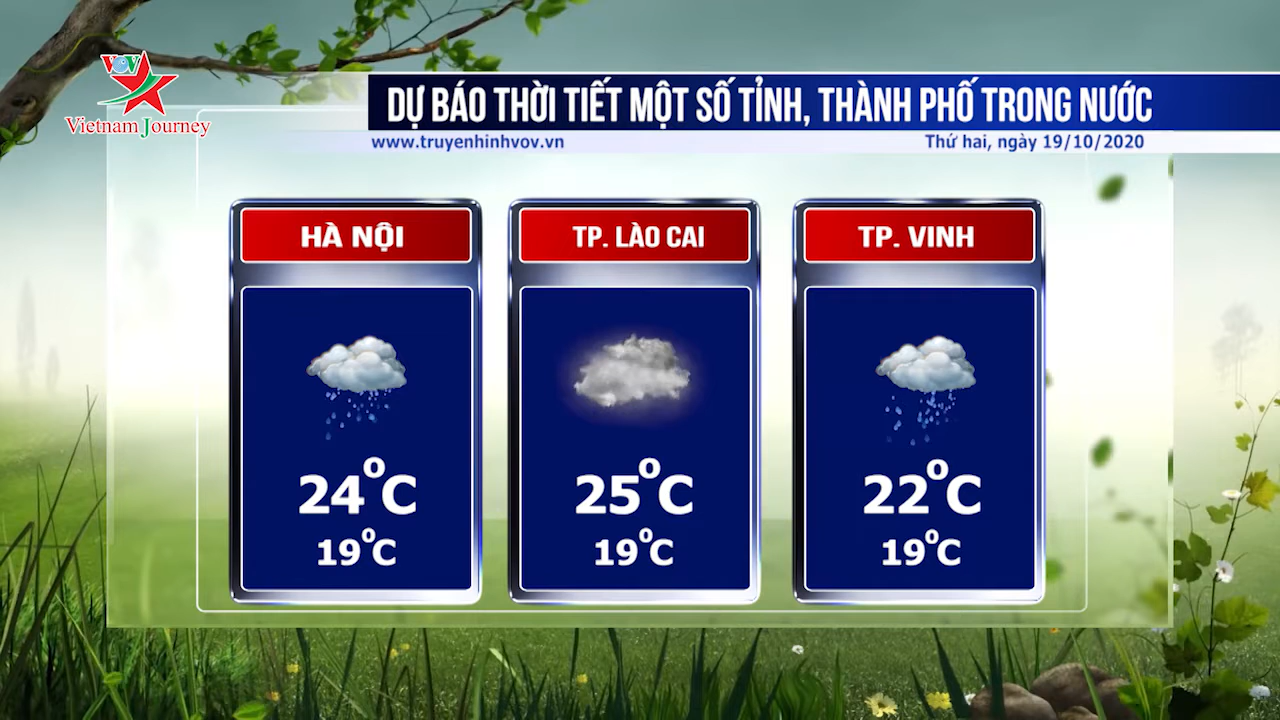 VOV
Vietnam Journey
DỰ BÁO THỜI TIẾT MỘT SỐ TỈNH, THÀNH PHỐ TRONG NƯỚC
www.truyenhinhvov.vn Thứ hai, ngày 19/10/2020
HÀ NỘI TP. LÀO CAI TP. VINH
24°C 25°C 22°C
19°C 19°C 19°C